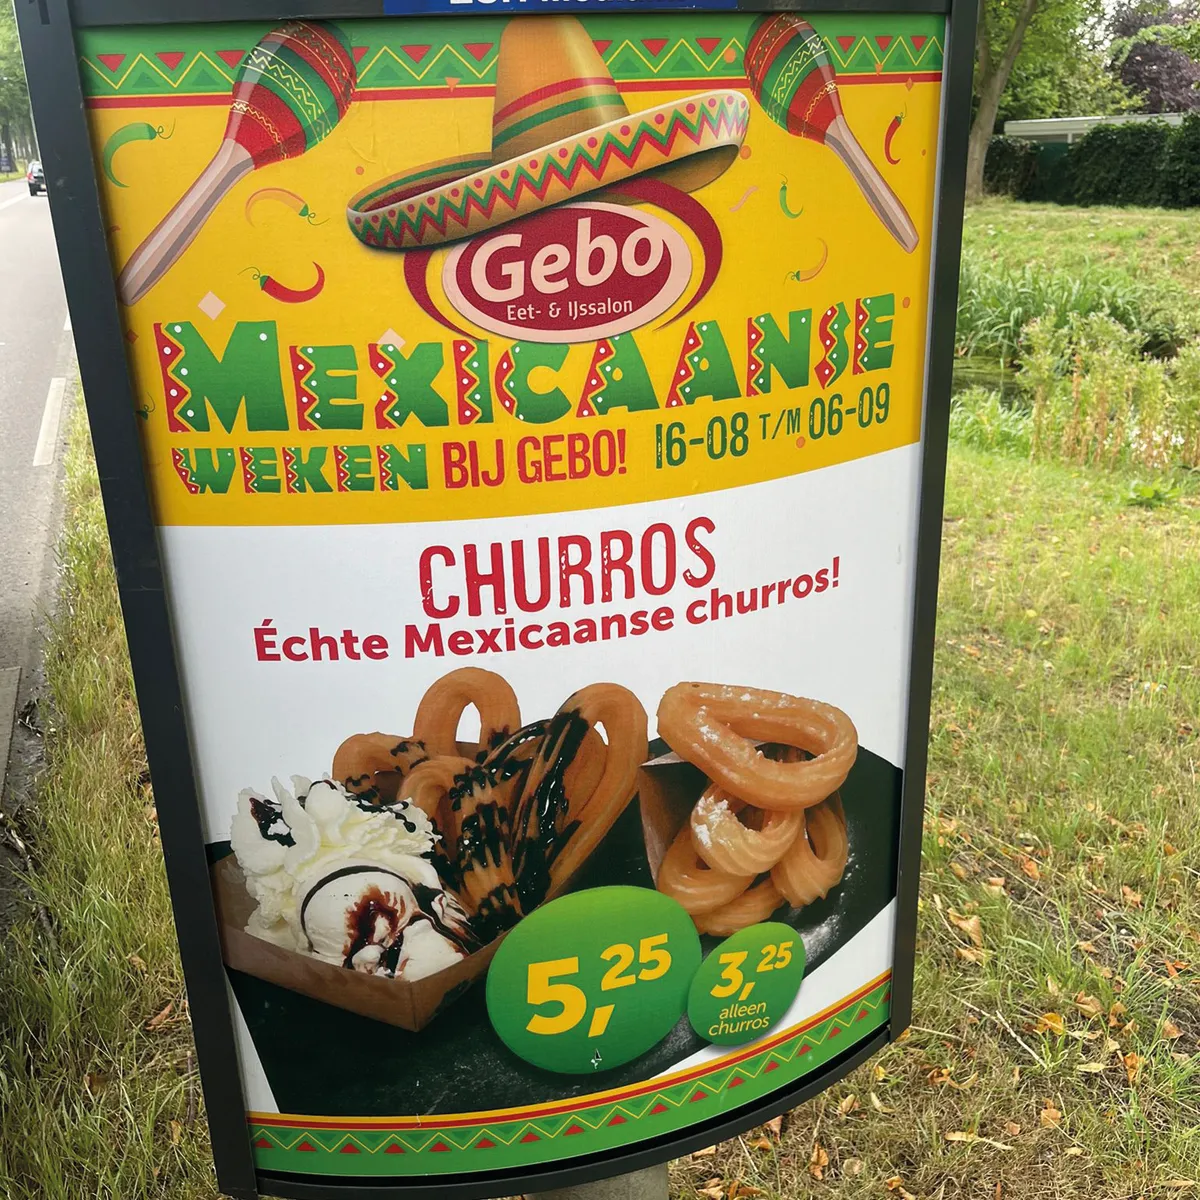 Gebo
Eet- & IJssalon
MEXICAANSE
WEKEN BIJ GEBO! 16-08 T/M 06-09
CHURROS
Échte Mexicaanse churros!
5,25
3,25
alleen
churros